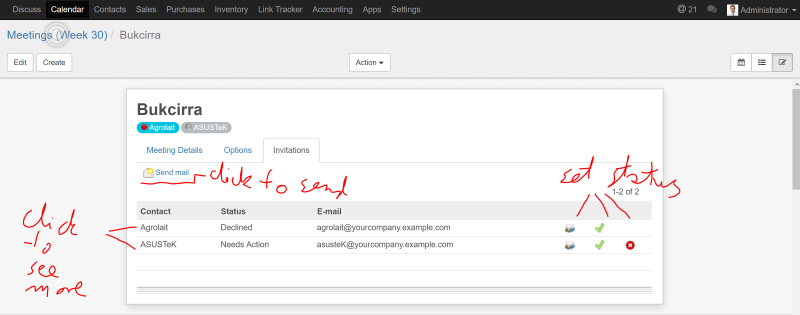 Discuss Calendar Contacts Sales Purchases Inventory Link Tracker Accounting Apps Settings @ 21 Administrator
Meetings (Week 30) / Bukcirra
Edit Create Action
Bukcirra
Agrolait ASUSTeK
Meeting Details Options Invitations
Send mail click to send
set status
1-2 of 2
Contact Status E-mail
Agrolait Declined agrolait@yourcompany.example.com
ASUSTeK Needs Action asusteK@yourcompany.example.com
Click
to
see
more